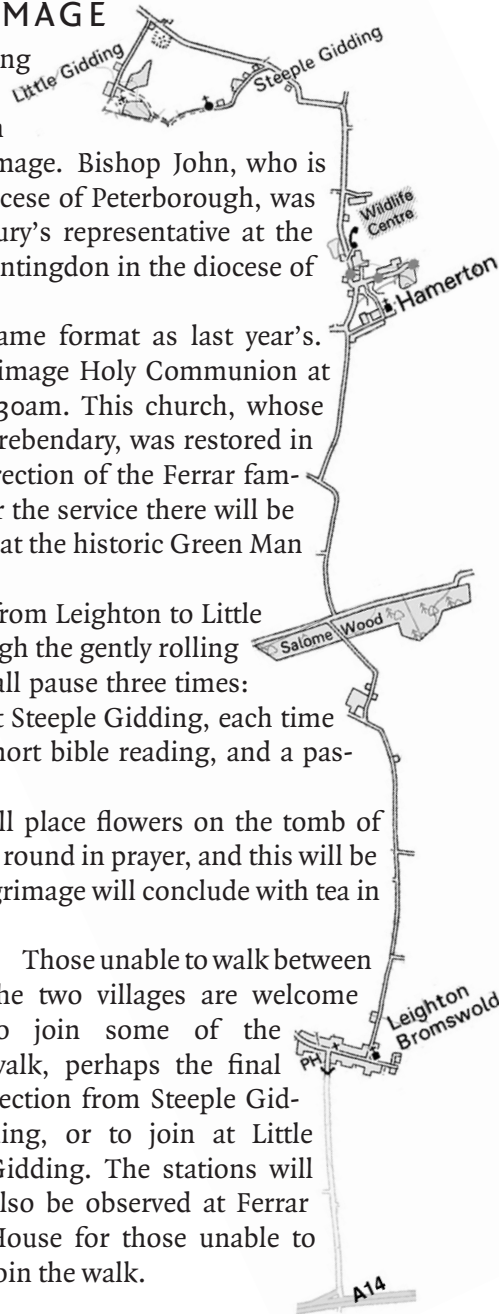 MAGE
ng
Little Gidding
Steeple Gidding
mage. Bishop John, who is
cese of Peterborough, was
ury’s representative at the
ntingdon in the diocese of
Wildlife
Centre
Hamerton
ame format as last year’s.
image Holy Communion at
30am. This church, whose
rebendary, was restored in
rection of the Ferrar fam-
r the service there will be
at the historic Green Man
from Leighton to Little
gh the gently rolling
all pause three times:
t Steeple Gidding, each time
hort bible reading, and a pas-
Salome Wood
ll place flowers on the tomb of
round in prayer, and this will be
grimage will conclude with tea in
Those unable to walk between
he two villages are welcome
o join some of the
valk, perhaps the final
ection from Steeple Gid-
ing, or to join at Little
Gidding. The stations will
lso be observed at Ferrar
House for those unable to
oin the walk.
Leighton
Bromswold
PH
A14